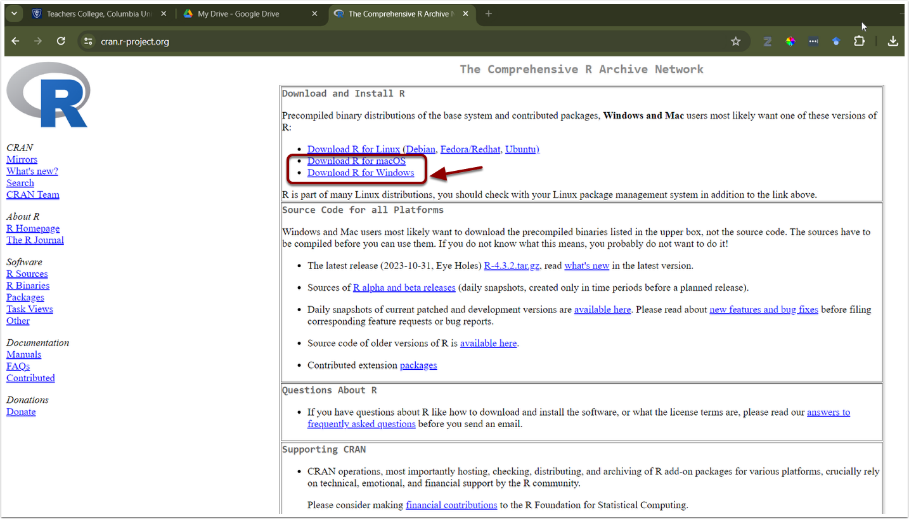 Teachers College, Columbia Uni
My Drive - Google Drive
The Comprehensive R Archive N
cran.r-project.org
The Comprehensive R Archive Network
R
CRAN
Mirrors
What's new?
Search
CRAN Team
About R
R Homepage
The R Journal
Software
R Sources
R Binaries
Packages
Task Views
Other
Documentation
Manuals
FAQs
Contributed
Donations
Donate
Download and Install R
Precompiled binary distributions of the base system and contributed packages, Windows and Mac users most likely want one of these versions of
R:
• Download R for Linux (Debian, Fedora/Redhat, Ubuntu)
• Download R for macOS
• Download R for Windows
R is part of many Linux distributions, you should check with your Linux package management system in addition to the link above.
Source Code for all Platforms
Windows and Mac users most likely want to download the precompiled binaries listed in the upper box, not the source code. The sources have to
be compiled before you can use them. If you do not know what this means, you probably do not want to do it!
• The latest release (2023-10-31, Eye Holes) R-4.3.2.tar.gz, read what's new in the latest version.
• Sources of R alpha and beta releases (daily snapshots, created only in time periods before a planned release).
• Daily snapshots of current patched and development versions are available here. Please read about new features and bug fixes before filing
corresponding feature requests or bug reports.
• Source code of older versions of R is available here.
• Contributed extension packages
Questions About R
• If you have questions about R like how to download and install the software, or what the license terms are, please read our answers to
frequently asked questions before you send an email.
Supporting CRAN
• CRAN operations, most importantly hosting, checking, distributing, and archiving of R add-on packages for various platforms, crucially rely
on technical, emotional, and financial support by the R community.
Please consider making financial contributions to the R Foundation for Statistical Computing.